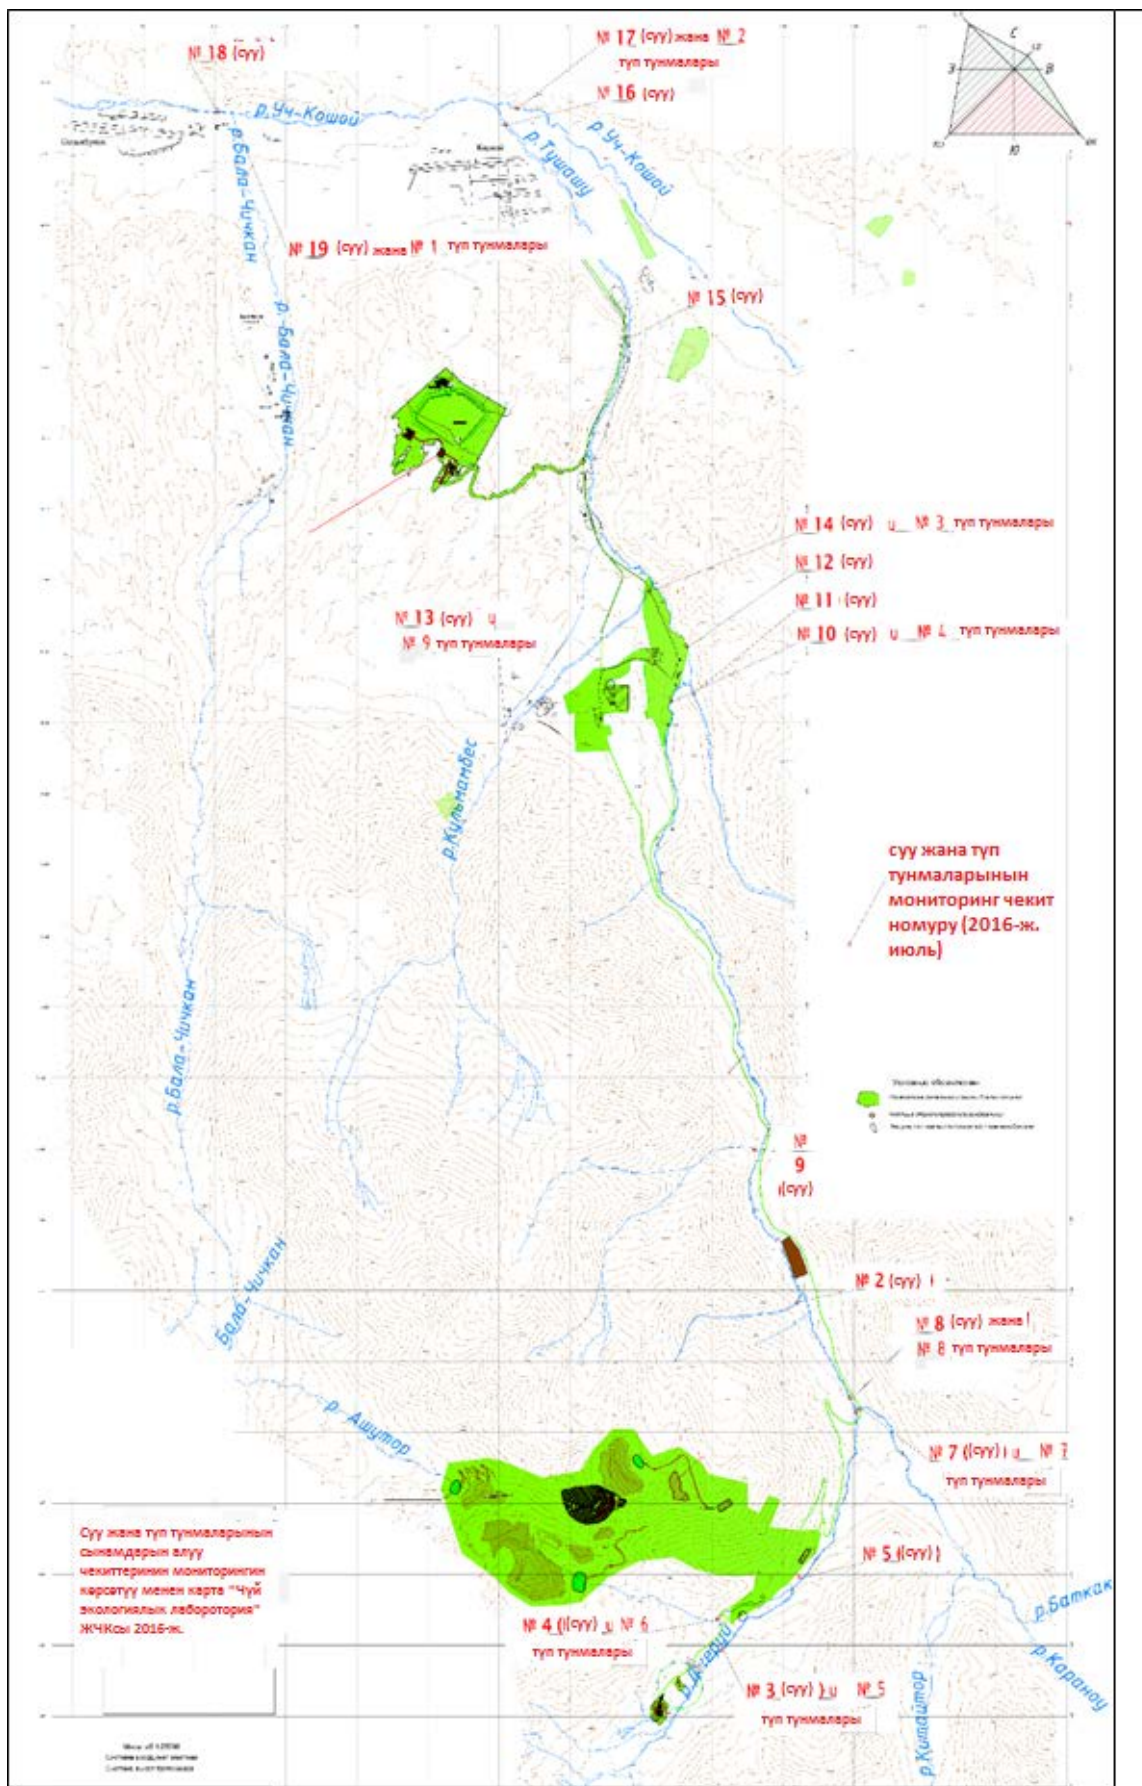 № 18 (суу)
№ 17 (суу) жана № 2
түп тунмалары
№ 16 (суу)
С
З
В
Ю
р. Уч-Кошой
р. Уч-Кошой
р. Тушашу
р. Бала-Чичкан
№ 19 (суу) жана № 1 түп тунмалары
№ 15 (суу)
р. Бала-Чичкан
№ 14 (суу) и № 3 түп тунмалары
№ 12 (суу)
№ 11 (суу)
№ 10 (суу) и № 4 түп тунмалары
№ 13 (суу) и
№ 9 түп тунмалары
р. Кульмамбес
суу жана түп
тунмаларынын
мониторинг чекит
номуру (2016-ж.
июль)
р. Бала-Чичкан
Условные обозначения
№
9
(суу)
Бала-Чичкан
№ 2 (суу)
№ 8 (суу) жана
№ 8 түп тунмалары
р. Ашутор
№ 7 ((суу) и № 7
түп тунмалары
Суу жана түп тунмаларынын
сынамдарын алуу
чекиттеринин мониторингин
көрсөтүү менен карта "Чүй
экологиялык лаборотория"
ЖЧКсы 2016-ж.
№ 5 ((суу)
№ 4 ((суу) и № 6
түп тунмалары
р. Баткак
р. Караноу
р. Китайтор
№ 3 (суу) ) и № 5
түп тунмалары